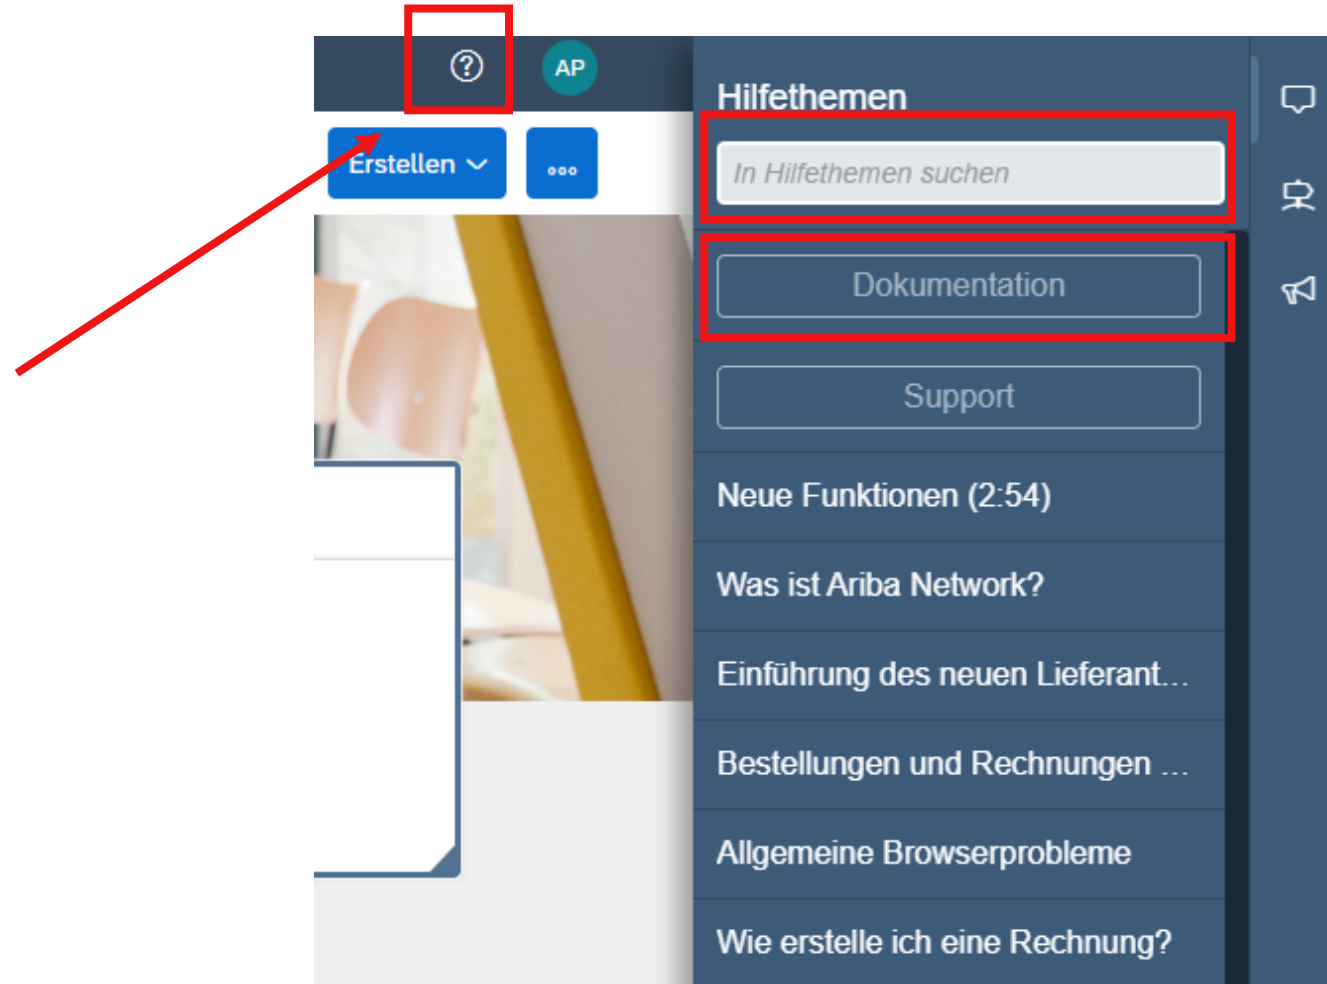 ?
AP
Erstellen
Hilfethemen
In Hilfethemen suchen
Dokumentation
Support
Neue Funktionen (2:54)
Was ist Ariba Network?
Einführung des neuen Lieferant...
Bestellungen und Rechnungen ...
Allgemeine Browserprobleme
Wie erstelle ich eine Rechnung?